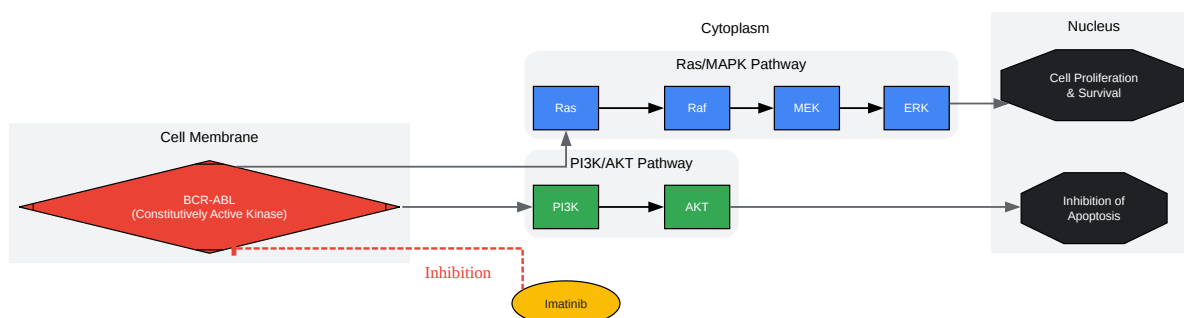 Cytoplasm
Nucleus
Ras/MAPK Pathway
Ras
Raf
MEK
ERK
Cell Proliferation
& Survival
Cell Membrane
BCR-ABL
(Constitutively Active Kinase)
PI3K/AKT Pathway
PI3K
AKT
Inhibition of
Apoptosis
Inhibition
Imatinib